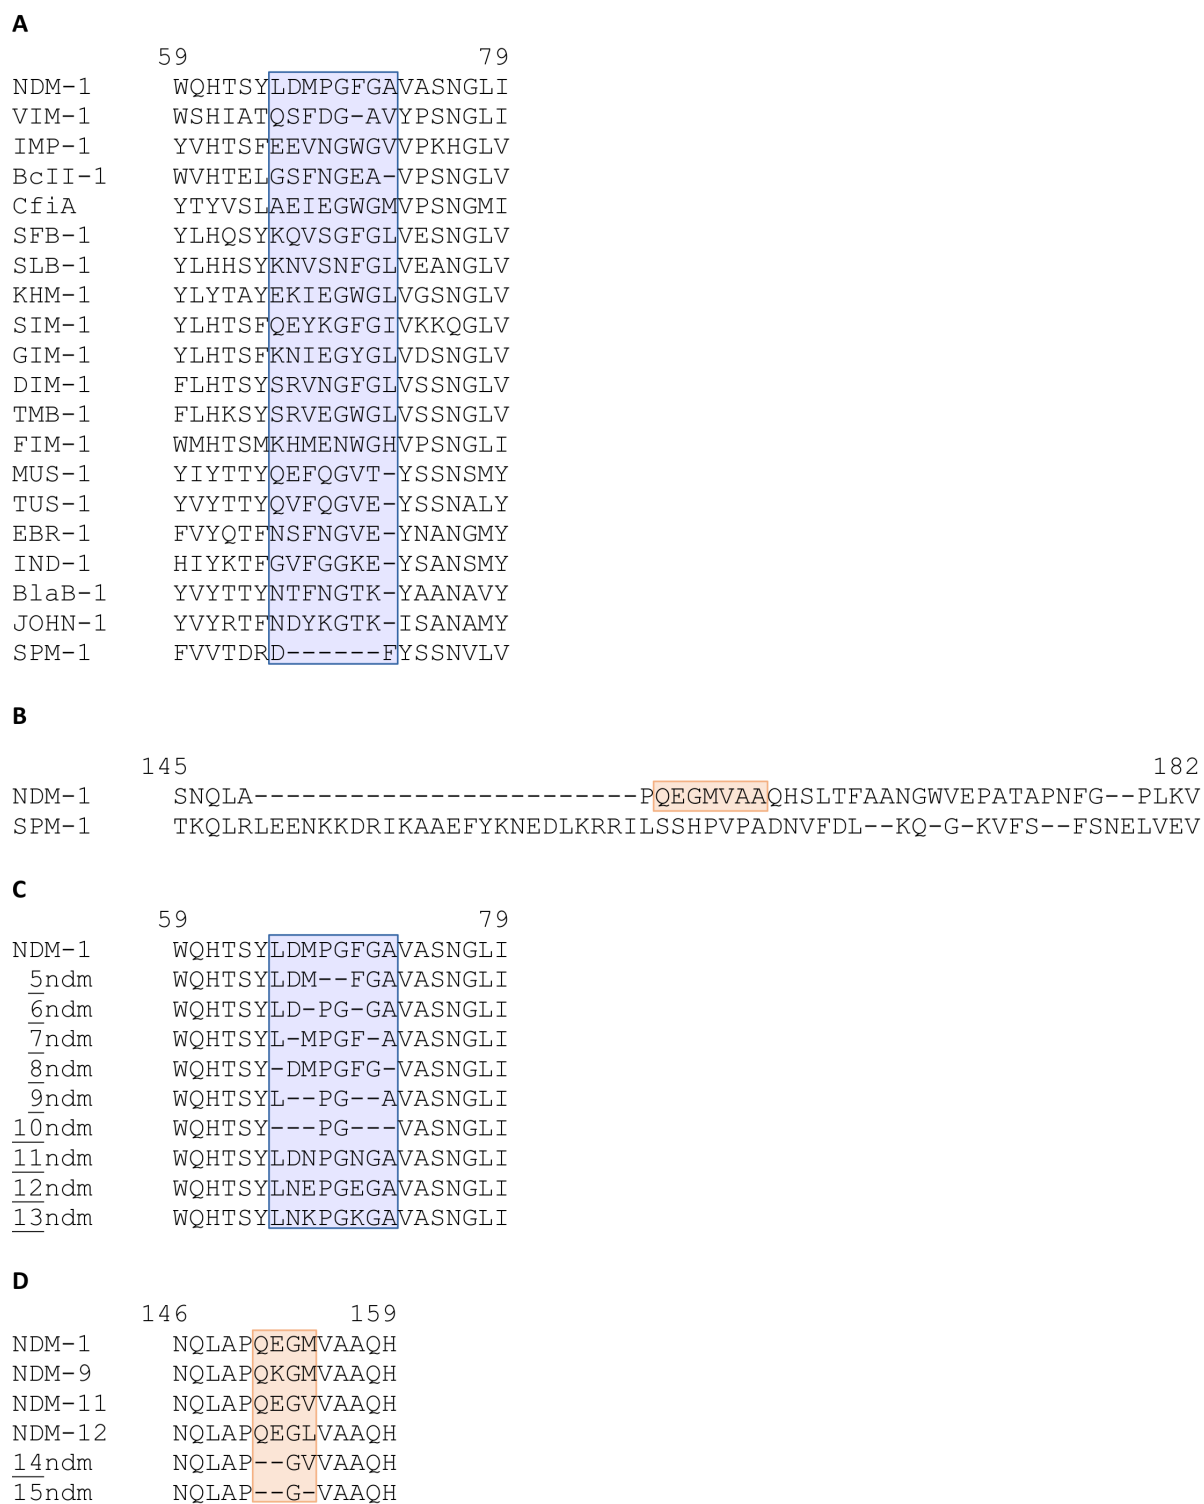 A
59 79
NDM-1 WQHTSYLDMPGFGAVASNGLI
VIM-1 WSHIATQSFDG-AVYPSNGLI
IMP-1 YVHTSFEEVNGWGVVPKHGLV
BcII-1 WVHTELGSFNGEA-VPSNGLV
CfiA YTYVSLAEIEGWGMVPSNGMI
SFB-1 YLHQSYKQVSGFGLVESNGLV
SLB-1 YLHHSYKNVSNFGLVEANGLV
KHM-1 YLYTAYEKIEGWGLVGSNGLV
SIM-1 YLHTSFQEYKGFGIVKKQGLV
GIM-1 YLHTSFKNIEGYGLVDSNGLV
DIM-1 FLHTSYSRVNGFGLVSSNGLV
TMB-1 FLHKSYSRVEGWGLVSSNGLV
FIM-1 WMHTSMKHMENWGHVPSNGLI
MUS-1 YIYTTYQEFQGVT-YSSNSMY
TUS-1 YVYTTYQVFQGVE-YSSNALY
EBR-1 FVYQTFNSFNGVE-YNANGMY
IND-1 HIYKTFGVFGGKE-YSANSMY
BlaB-1 YVYTTYNTFNGTK-YAANAVY
JOHN-1 YVYRTFNDYKGTK-ISANAMY
SPM-1 FVVTDRD------FYSSNVLV
B
145 182
NDM-1 SNQLA------------------------PQEGMVAAQHSLTFAANGWVEPATAPNFG--PLKV
SPM-1 TKQLRLEENKKDRIKAAEFYKNEDLKRRILSSHPVPADNVFDL--KQ-G-KVFS--FSNELVEV
C
59 79
NDM-1 WQHTSYLDMPGFGAVASNGLI
5ndm WQHTSYLDM--FGAVASNGLI
6ndm WQHTSYLD-PG-GAVASNGLI
7ndm WQHTSYL-MPGF-AVASNGLI
8ndm WQHTSY-DMPGFG-VASNGLI
9ndm WQHTSYL--PG--AVASNGLI
10ndm WQHTSY---PG---VASNGLI
11ndm WQHTSYLDNPGNGAVASNGLI
12ndm WQHTSYLNEPGEGAVASNGLI
13ndm WQHTSYLNKPGKGAVASNGLI
D
146 159
NDM-1 NQLAPQEGMVAAQH
NDM-9 NQLAPQKGMVAAQH
NDM-11 NQLAPQEGVVAAQH
NDM-12 NQLAPQEGLVAAQH
14ndm NQLAP--GVVAAQH
15ndm NQLAP--G-VAAQH